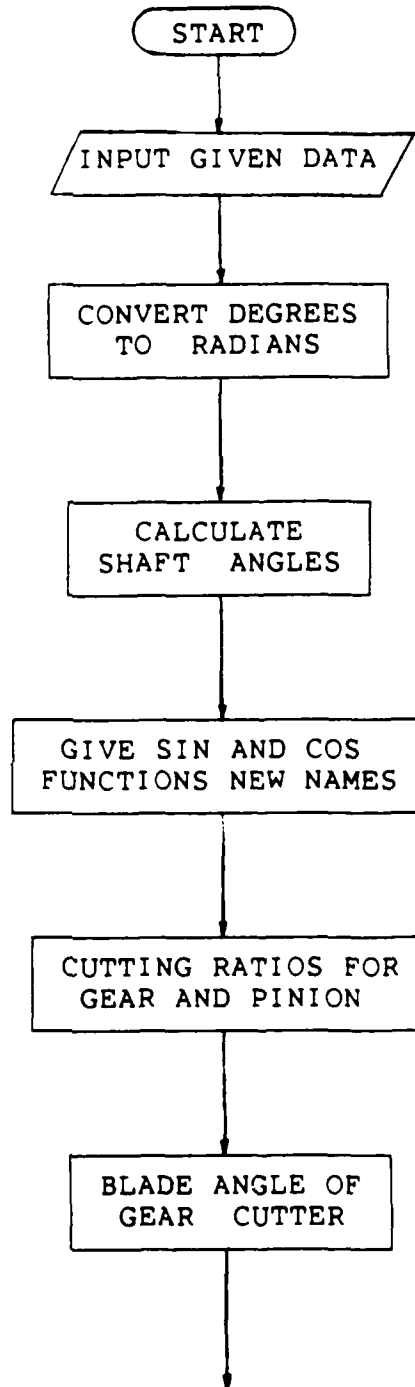 START
INPUT GIVEN DATA
CONVERT DEGREES
TO RADIANS
CALCULATE
SHAFT ANGLES
GIVE SIN AND COS
FUNCTIONS NEW NAMES
CUTTING RATIOS FOR
GEAR AND PINION
BLADE ANGLE OF
GEAR CUTTER